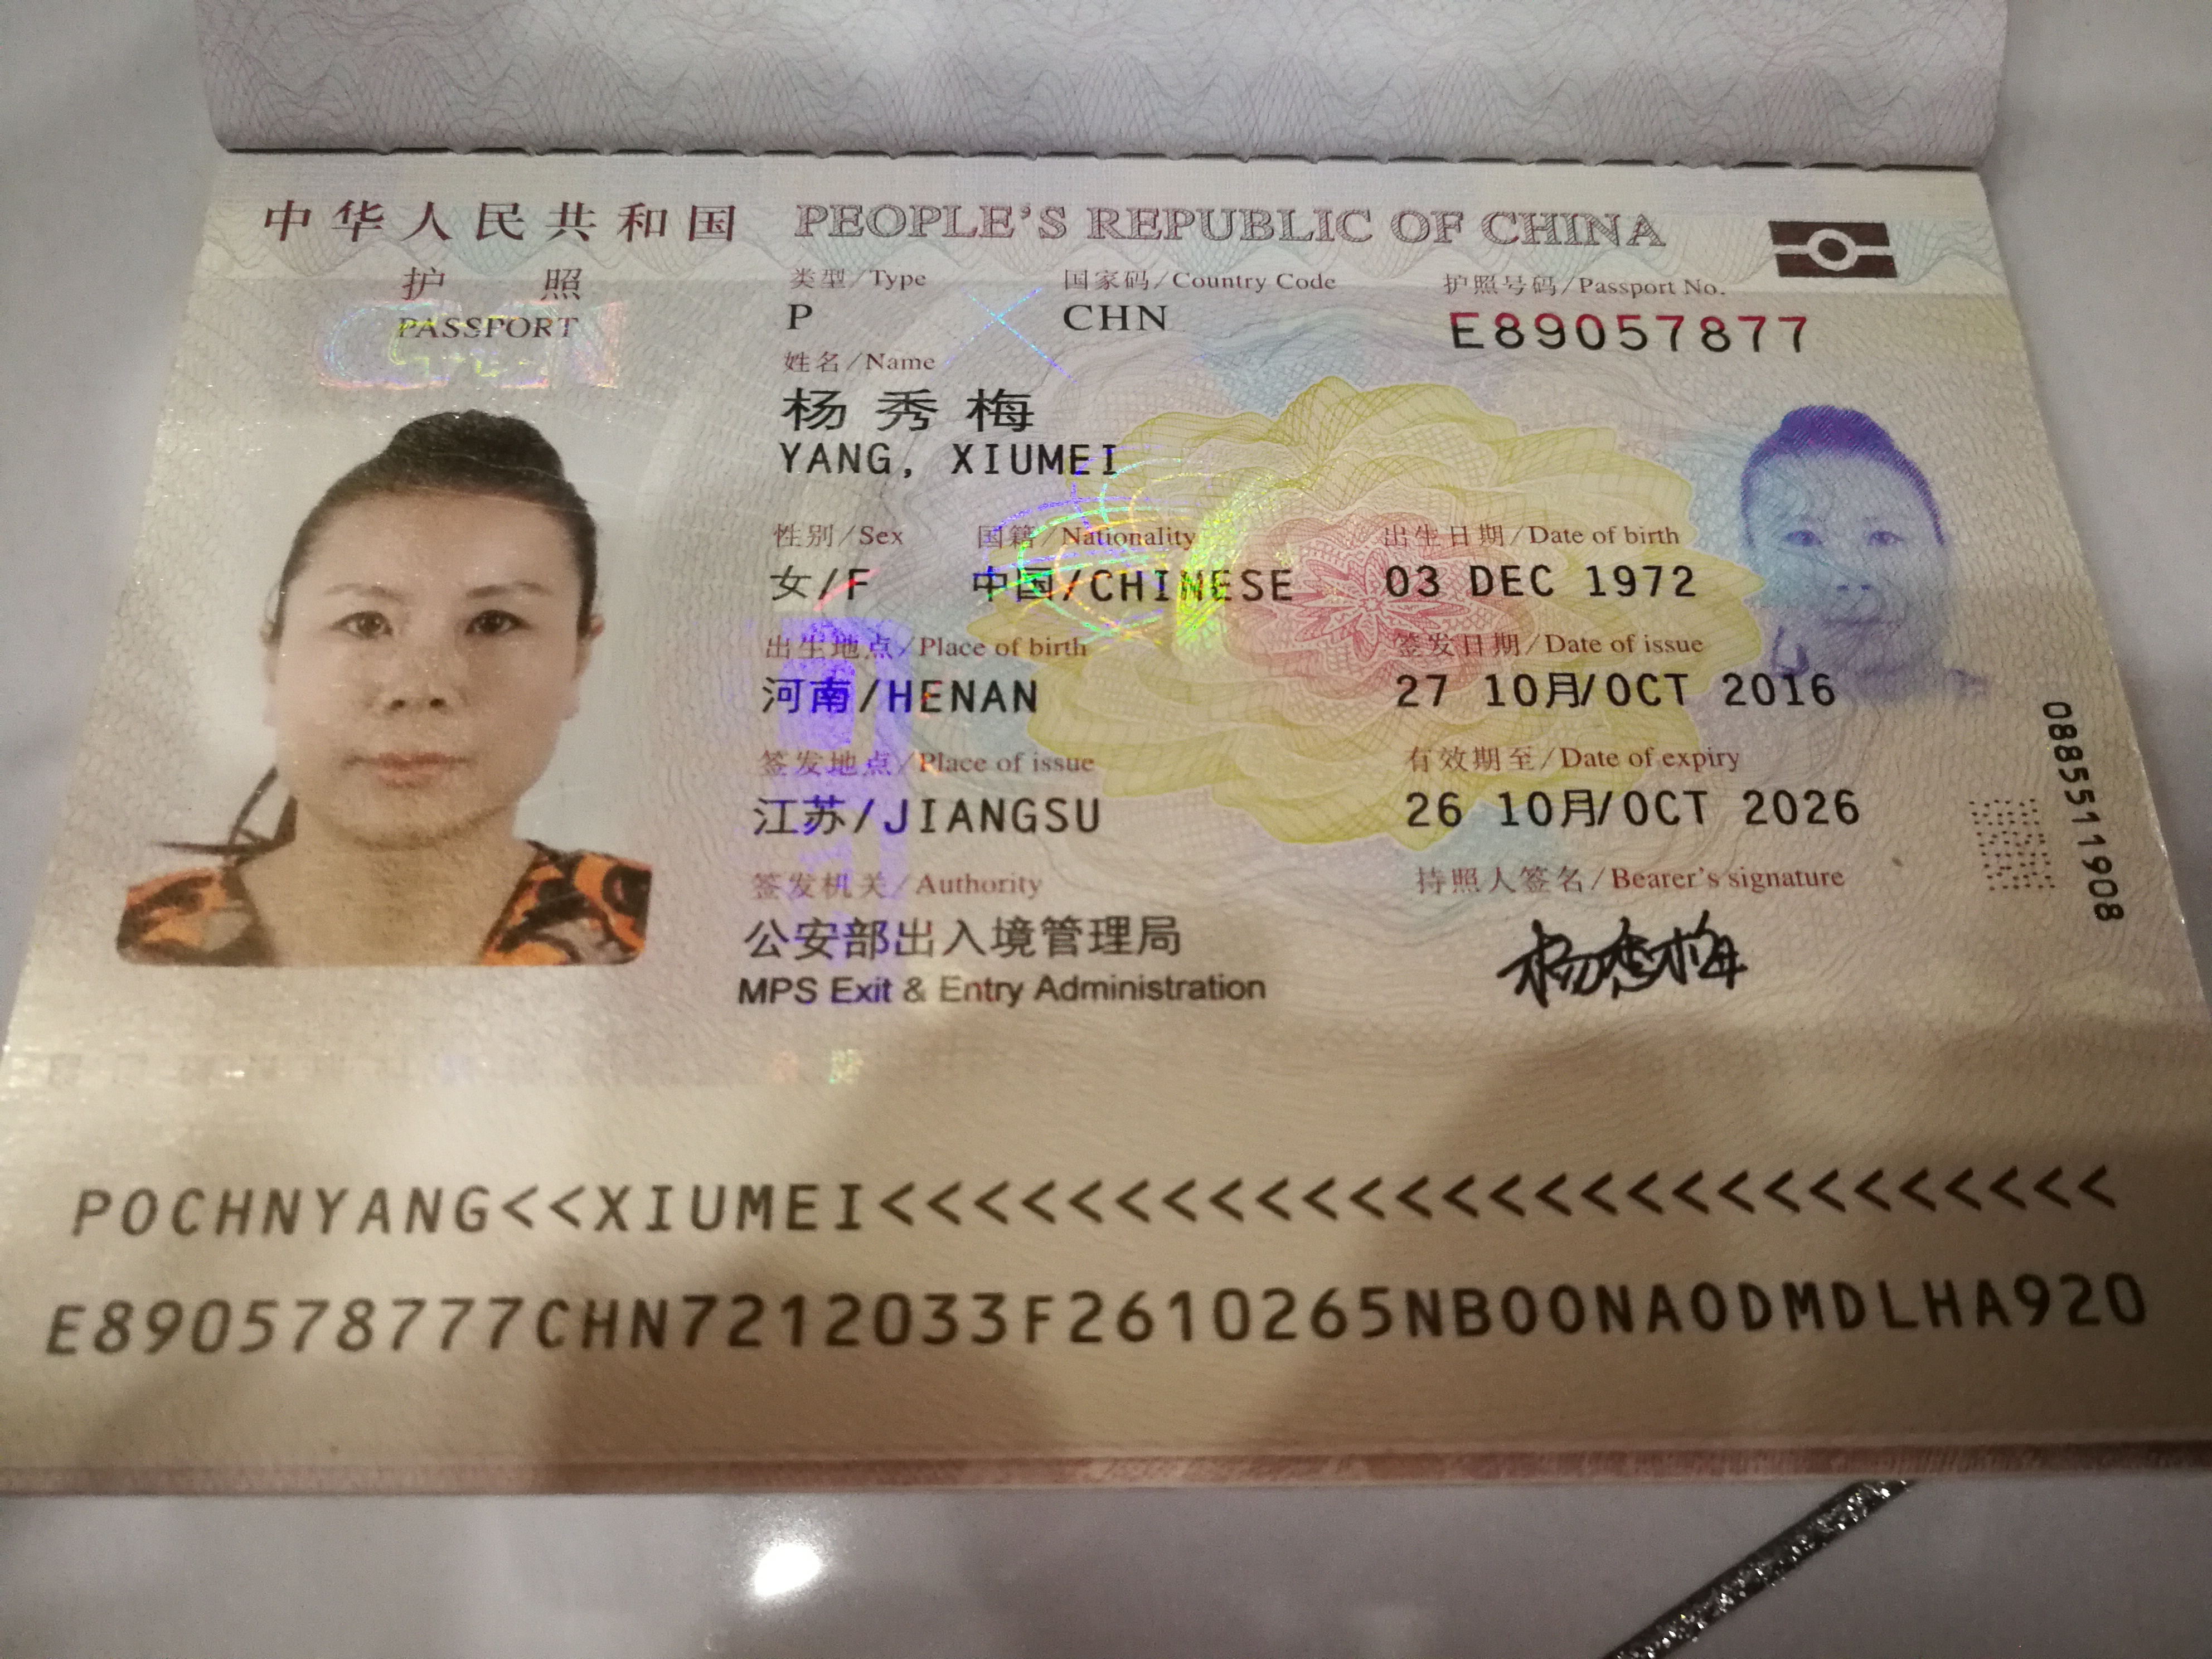 中华人民共和国 PEOPLE'S REPUBLIC OF CHINA
护照 类型/Type 国家码/Country Code 护照号码/Passport No.
PASSPORT P CHN E89057877
姓名/Name
杨秀梅
YANG, XIUMEI
性别/Sex 国籍/Nationality 出生日期/Date of birth
女/F 中国/CHINESE 03 DEC 1972
出生地点/Place of birth 签发日期/Date of issue
河南/HENAN 27 10月/OCT 2016
签发地点/Place of issue 有效期至/Date of expiry
江苏/JIANGSU 26 10月/OCT 2026
签发机关/Authority 持照人签名/Bearer's signature
公安部出入境管理局 杨秀梅
MPS Exit & Entry Administration
0885511908
POCHNYANG<<XIUMEI<<<<<<<<<<<<<<<<<<<<<<<<<<<
E890578777CHN7212033F2610265NBOONAODMDLHA920